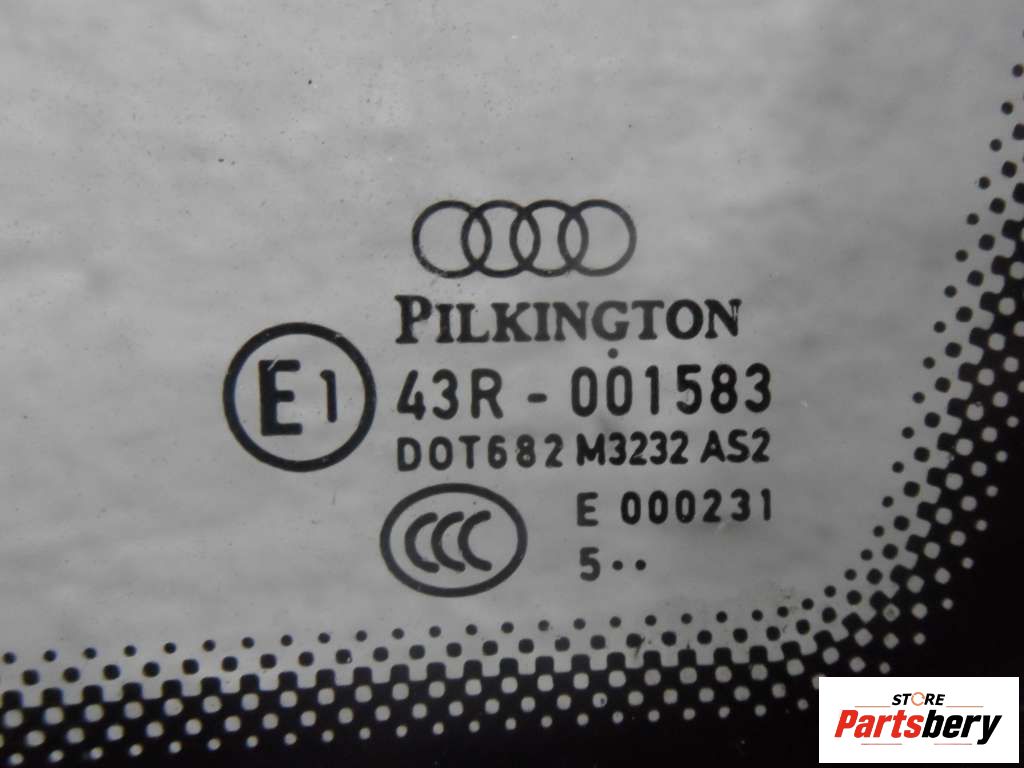 PILKINGTON
E1
43R - 001583
DOT682 M3232 AS2
CCC
E 000231
5··
STORE
Partsbery